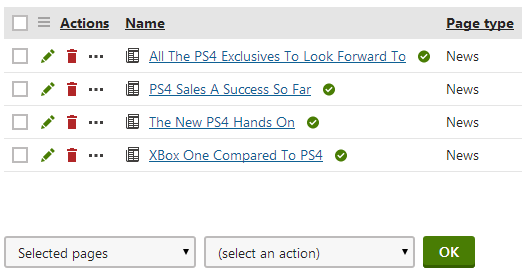 Actions Name Page type
All The PS4 Exclusives To Look Forward To News
PS4 Sales A Success So Far News
The New PS4 Hands On News
XBox One Compared To PS4 News
Selected pages (select an action) OK